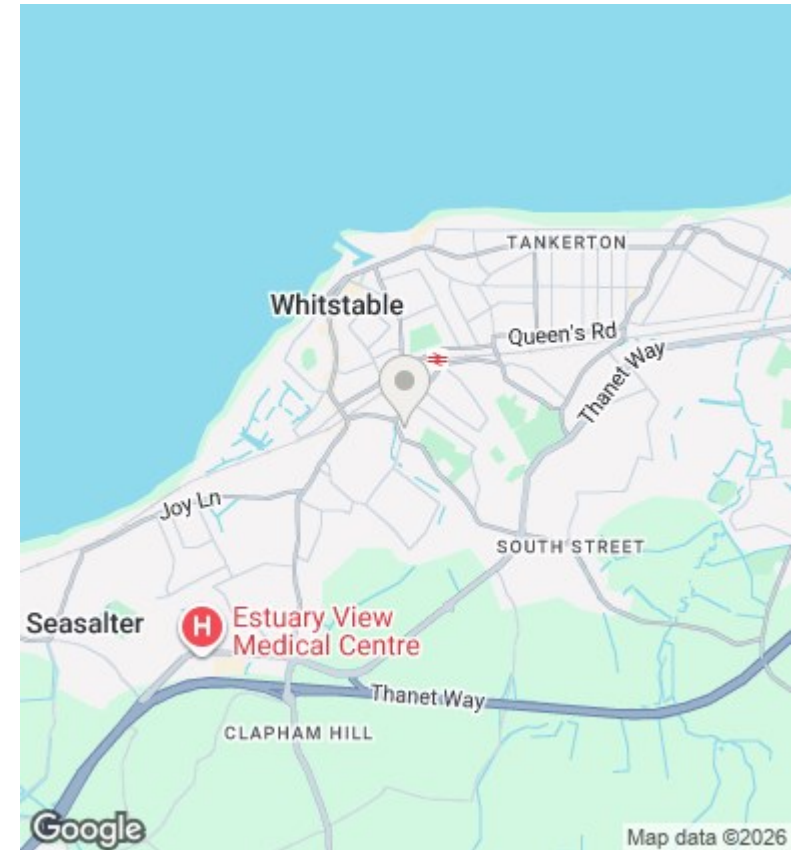 TANKERTON
Whitstable
Queen's Rd
Thanet Way
Joy Ln
SOUTH STREET
Seasalter
H
Estuary View
Medical Centre
Thanet Way
CLAPHAM HILL
Google
Map data ©2026